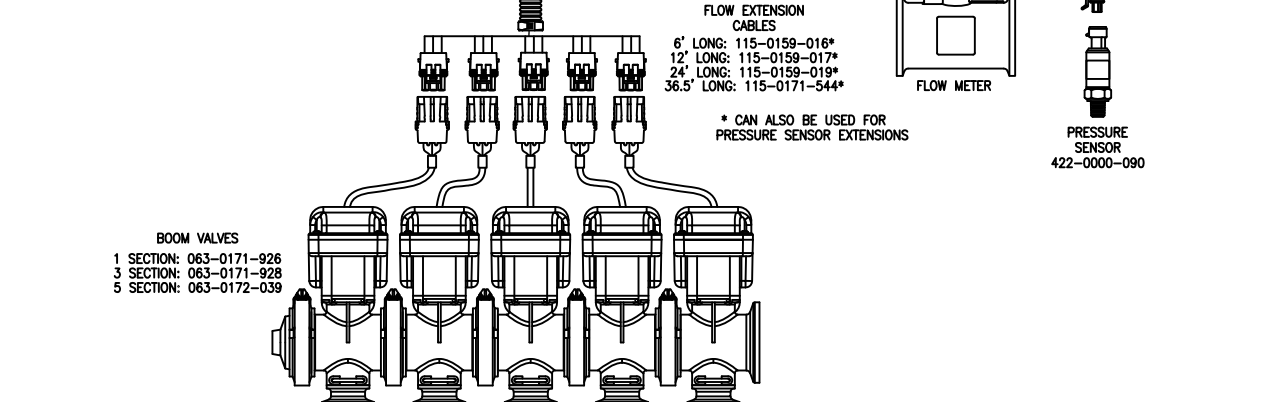 FLOW EXTENSION
CABLES
6' LONG: 115-0159-016*
12' LONG: 115-0159-017*
24' LONG: 115-0159-019*
36.5' LONG: 115-0171-544*
* CAN ALSO BE USED FOR
PRESSURE SENSOR EXTENSIONS
FLOW METER
PRESSURE
SENSOR
422-0000-090
BOOM VALVES
1 SECTION: 063-0171-926
3 SECTION: 063-0171-928
5 SECTION: 063-0172-039